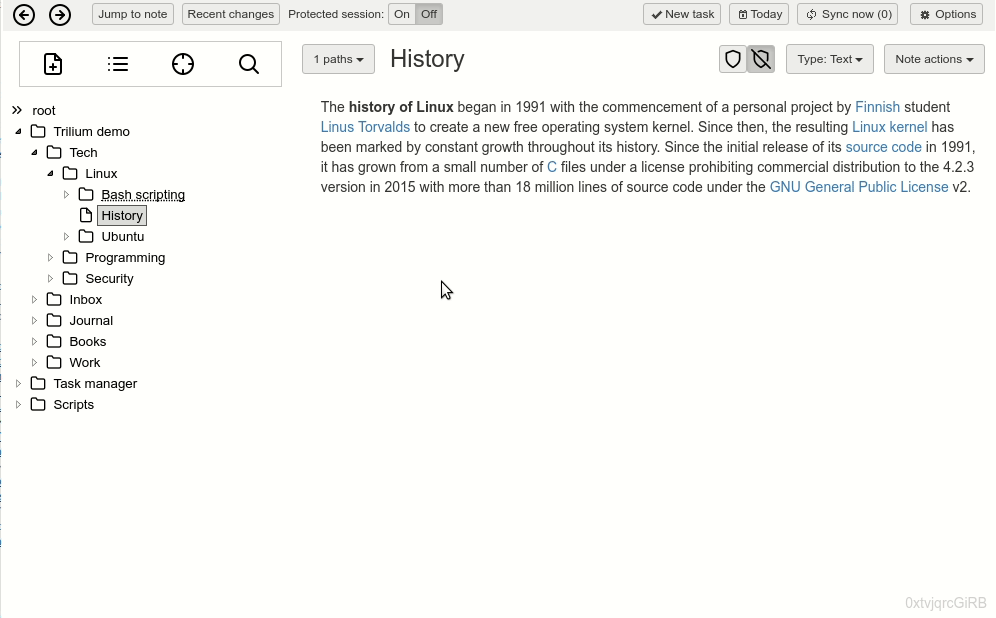 Jump to note Recent changes Protected session: On Off New task Today Sync now (0) Options
1 paths History Type: Text Note actions
root
Trilium demo
Tech
Linux
Bash scripting
History
Ubuntu
Programming
Security
Inbox
Journal
Books
Work
Task manager
Scripts
The history of Linux began in 1991 with the commencement of a personal project by Finnish student
Linus Torvalds to create a new free operating system kernel. Since then, the resulting Linux kernel has
been marked by constant growth throughout its history. Since the initial release of its source code in 1991,
it has grown from a small number of C files under a license prohibiting commercial distribution to the 4.2.3
version in 2015 with more than 18 million lines of source code under the GNU General Public License v2.
0xtvjqrcGiRB